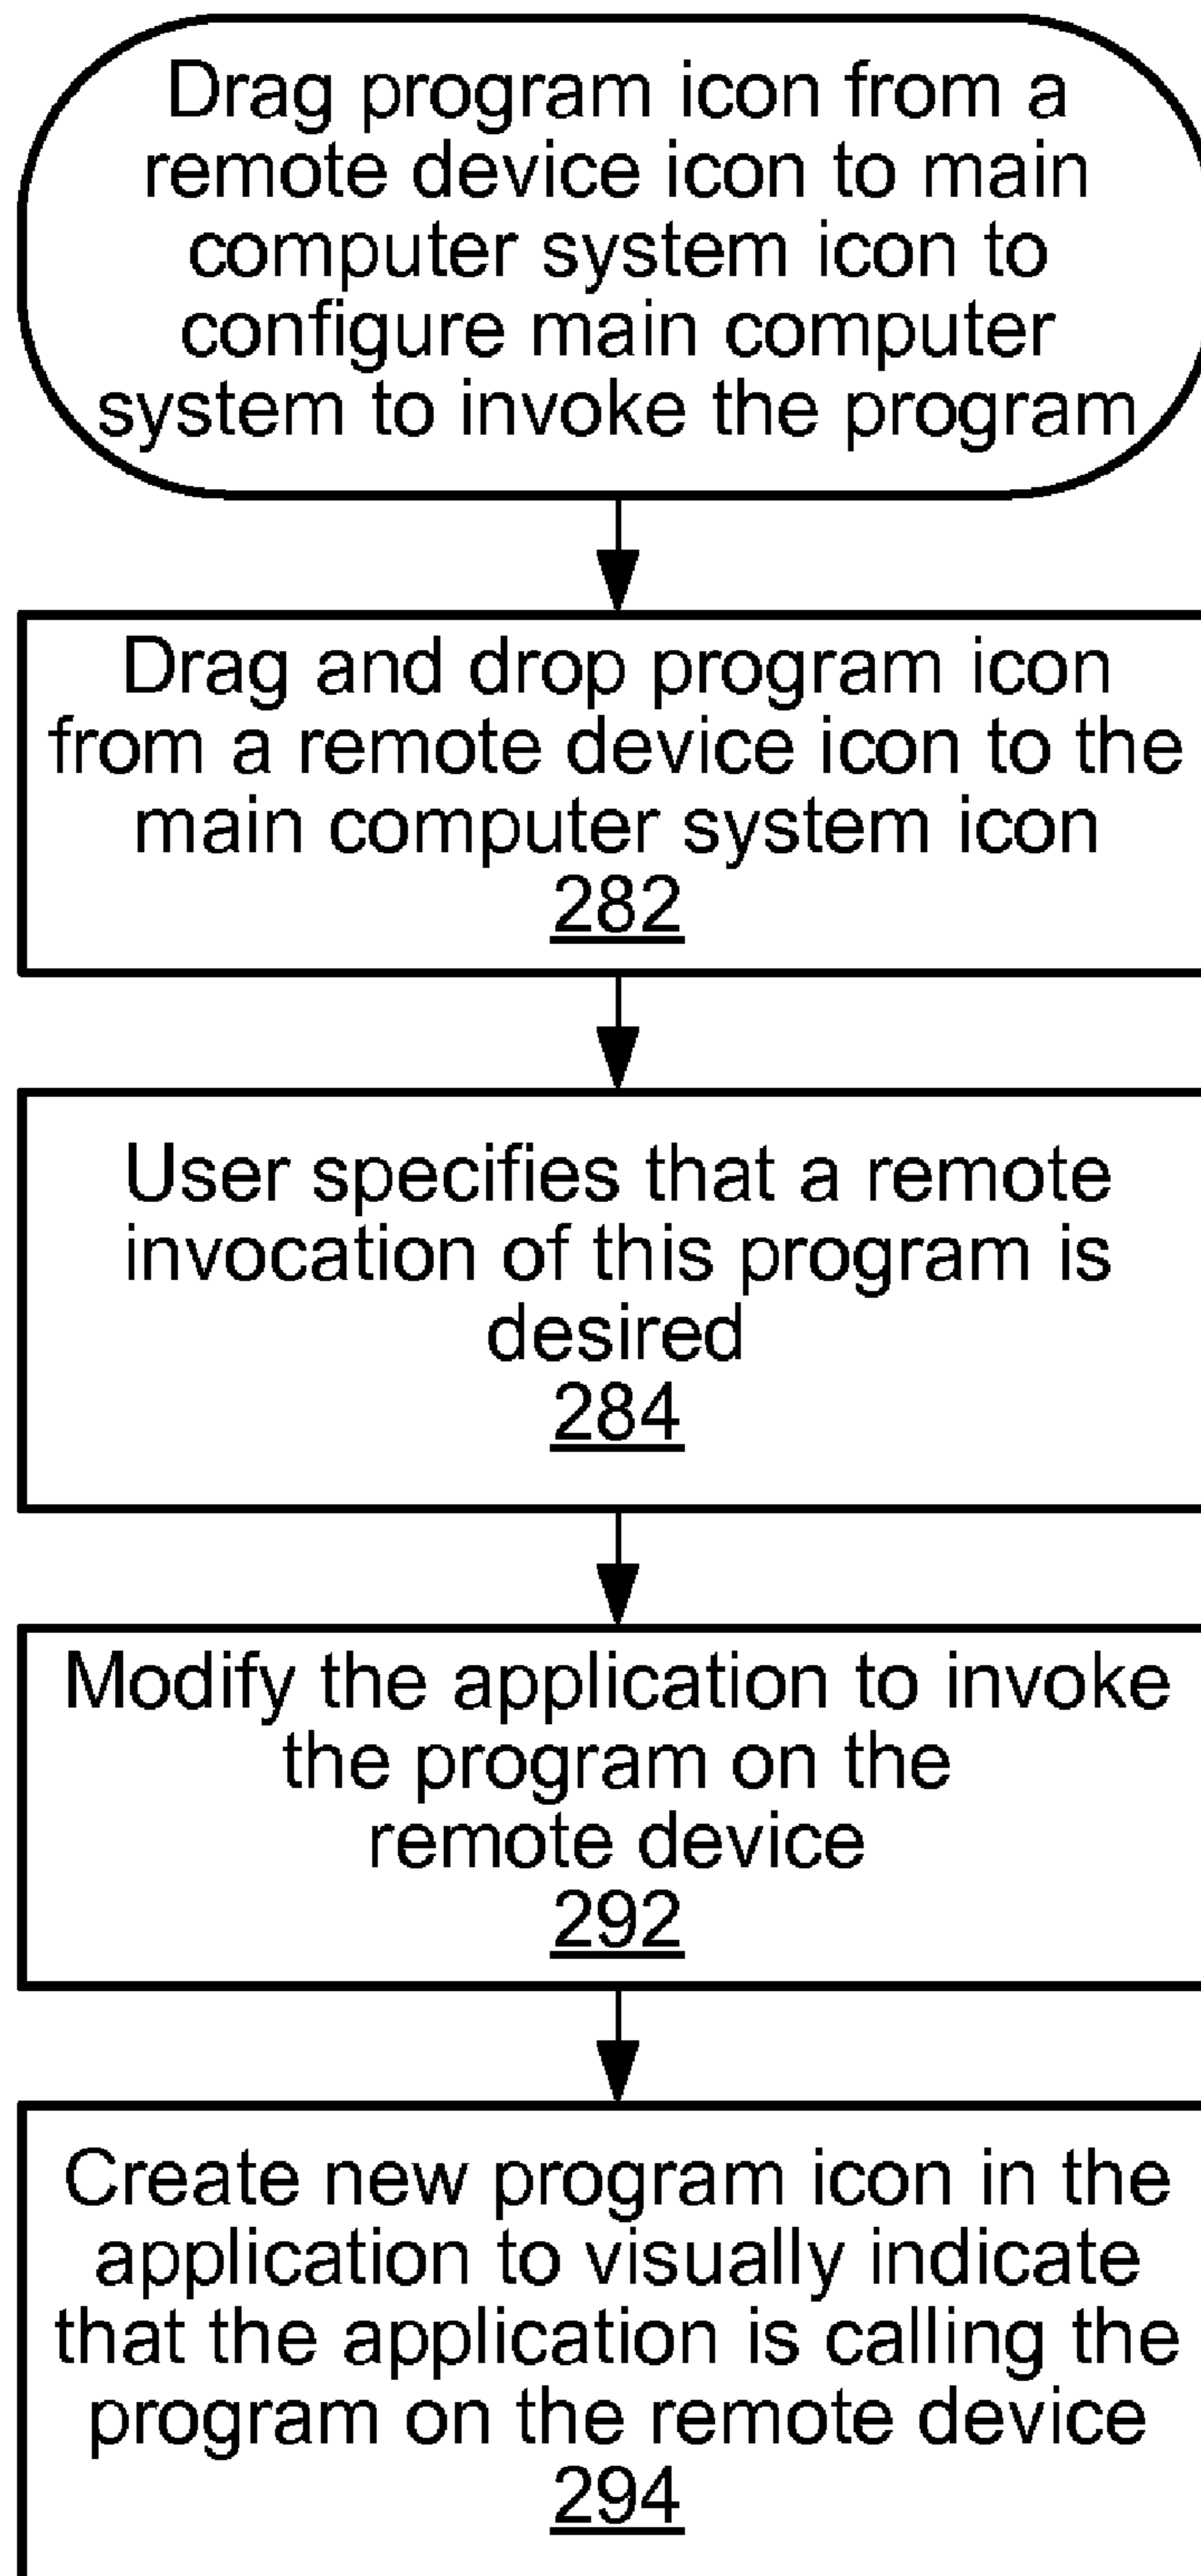 Drag program icon from a
remote device icon to main
computer system icon to
configure main computer
system to invoke the program
Drag and drop program icon
from a remote device icon to the
main computer system icon
282
User specifies that a remote
invocation of this program is
desired
284
Modify the application to invoke
the program on the
remote device
292
Create new program icon in the
application to visually indicate
that the application is calling the
program on the remote device
294